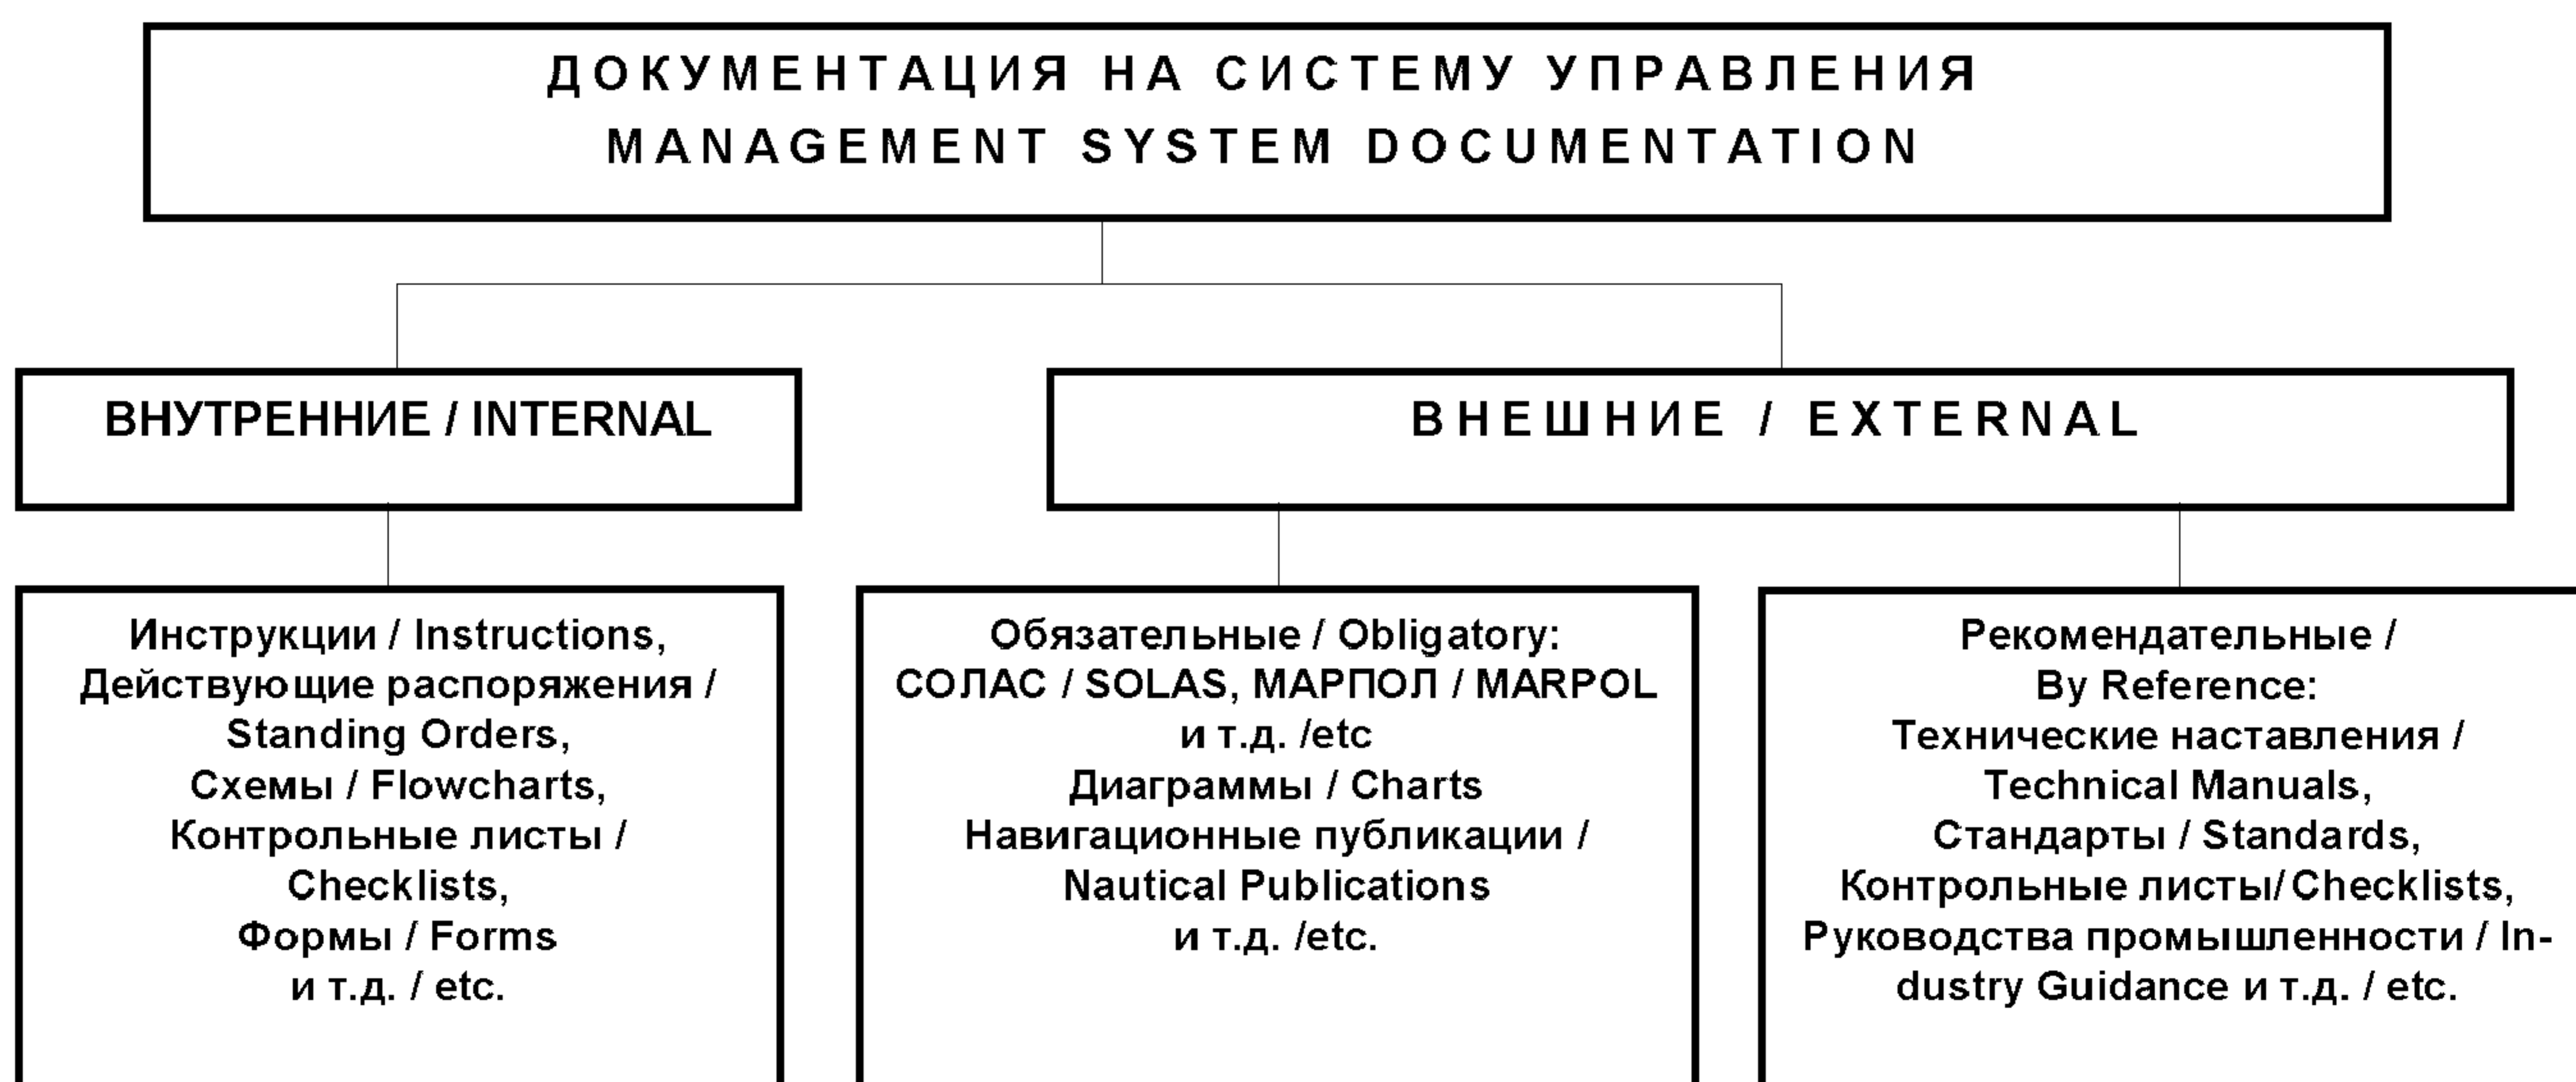 ДОКУМЕНТАЦИЯ НА СИСТЕМУ УПРАВЛЕНИЯ
MANAGEMENT SYSTEM DOCUMENTATION
ВНУТРЕННИЕ / INTERNAL
ВНЕШНИЕ / EXTERNAL
Инструкции / Instructions,
Действующие распоряжения /
Standing Orders,
Схемы / Flowcharts,
Контрольные листы /
Checklists,
Формы / Forms
и т.д. / etc.
Обязательные / Obligatory:
СОЛАС / SOLAS, МАРПОЛ / MARPOL
и т.д. /etc
Диаграммы / Charts
Навигационные публикации /
Nautical Publications
и т.д. /etc.
Рекомендательные /
By Reference:
Технические наставления /
Technical Manuals,
Стандарты / Standards,
Контрольные листы/ Checklists,
Руководства промышленности / In-
dustry Guidance и т.д. / etc.